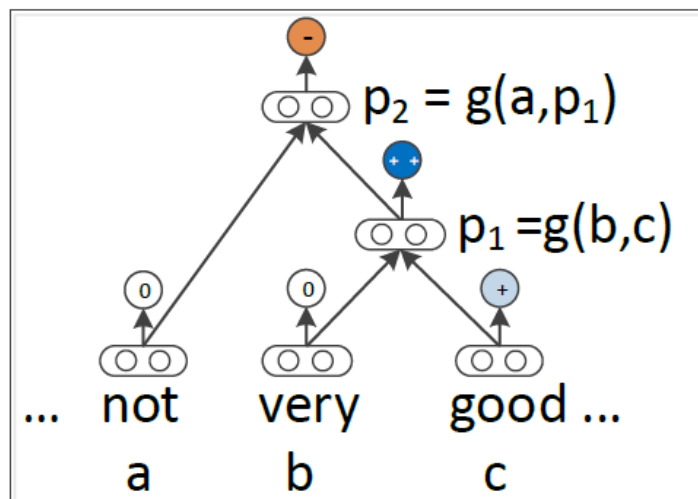 -
p₂ = g(a,p₁)
+ +
p₁ =g(b,c)
0 0 +
... not very good ...
a b c